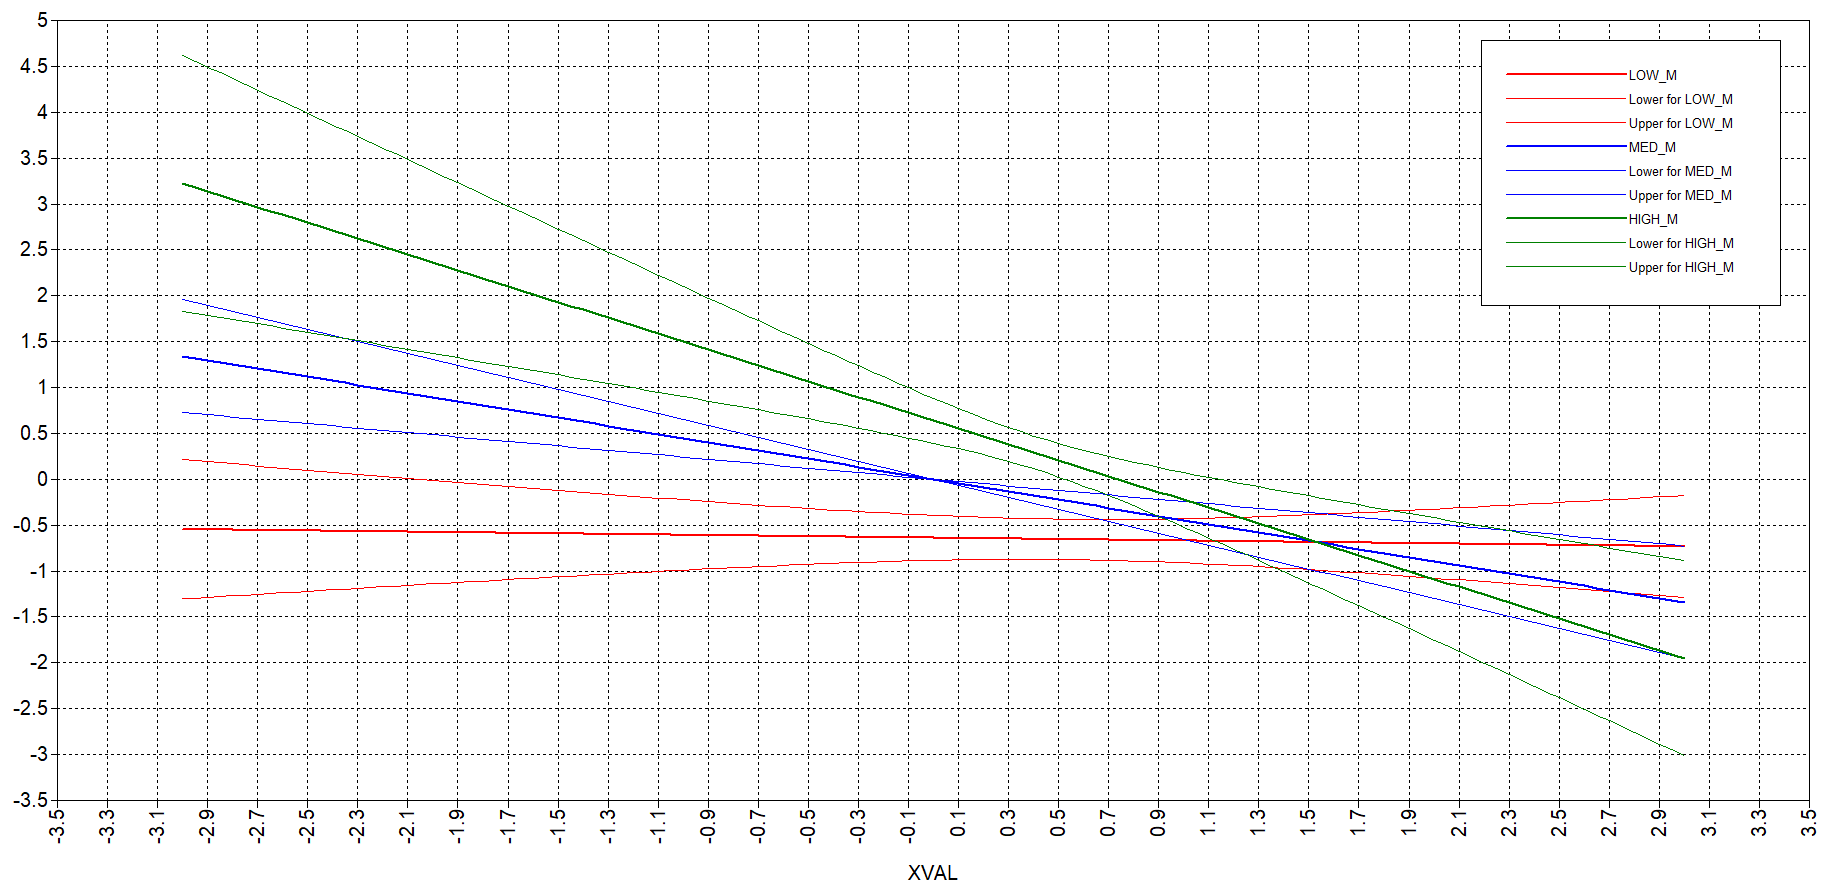 5
4.5
4
3.5
3
2.5
2
1.5
1
0.5
0
-0.5
-1
-1.5
-2
-2.5
-3
-3.5
LOW_M
Lower for LOW_M
Upper for LOW_M
MED_M
Lower for MED_M
Upper for MED_M
HIGH_M
Lower for HIGH_M
Upper for HIGH_M
-3.5 -3.3 -3.1 -2.9 -2.7 -2.5 -2.3 -2.1 -1.9 -1.7 -1.5 -1.3 -1.1 -0.9 -0.7 -0.5 -0.3 -0.1 0.1 0.3 0.5 0.7 0.9 1.1 1.3 1.5 1.7 1.9 2.1 2.3 2.5 2.7 2.9 3.1 3.3 3.5
XVAL